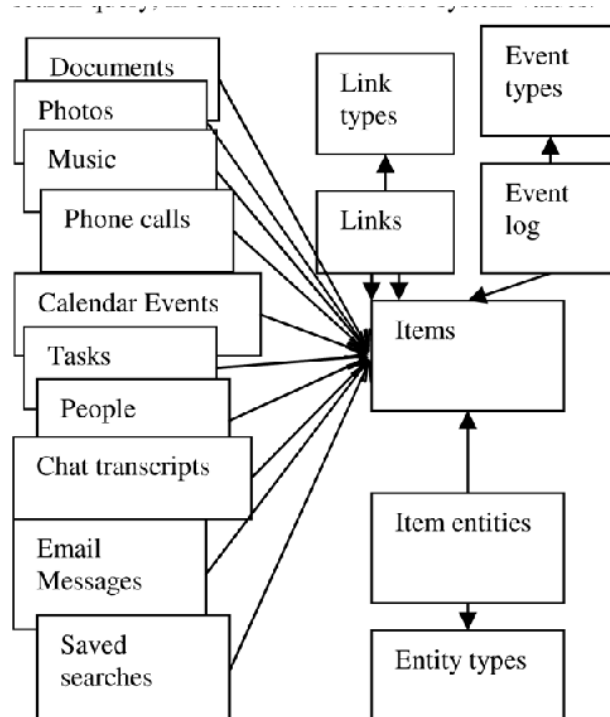 Documents
Photos
Music
Phone calls
Calendar Events
Tasks
People
Chat transcripts
Email
Messages
Saved
searches
Link
types
Links
Event
types
Event
log
Items
Item entities
Entity types